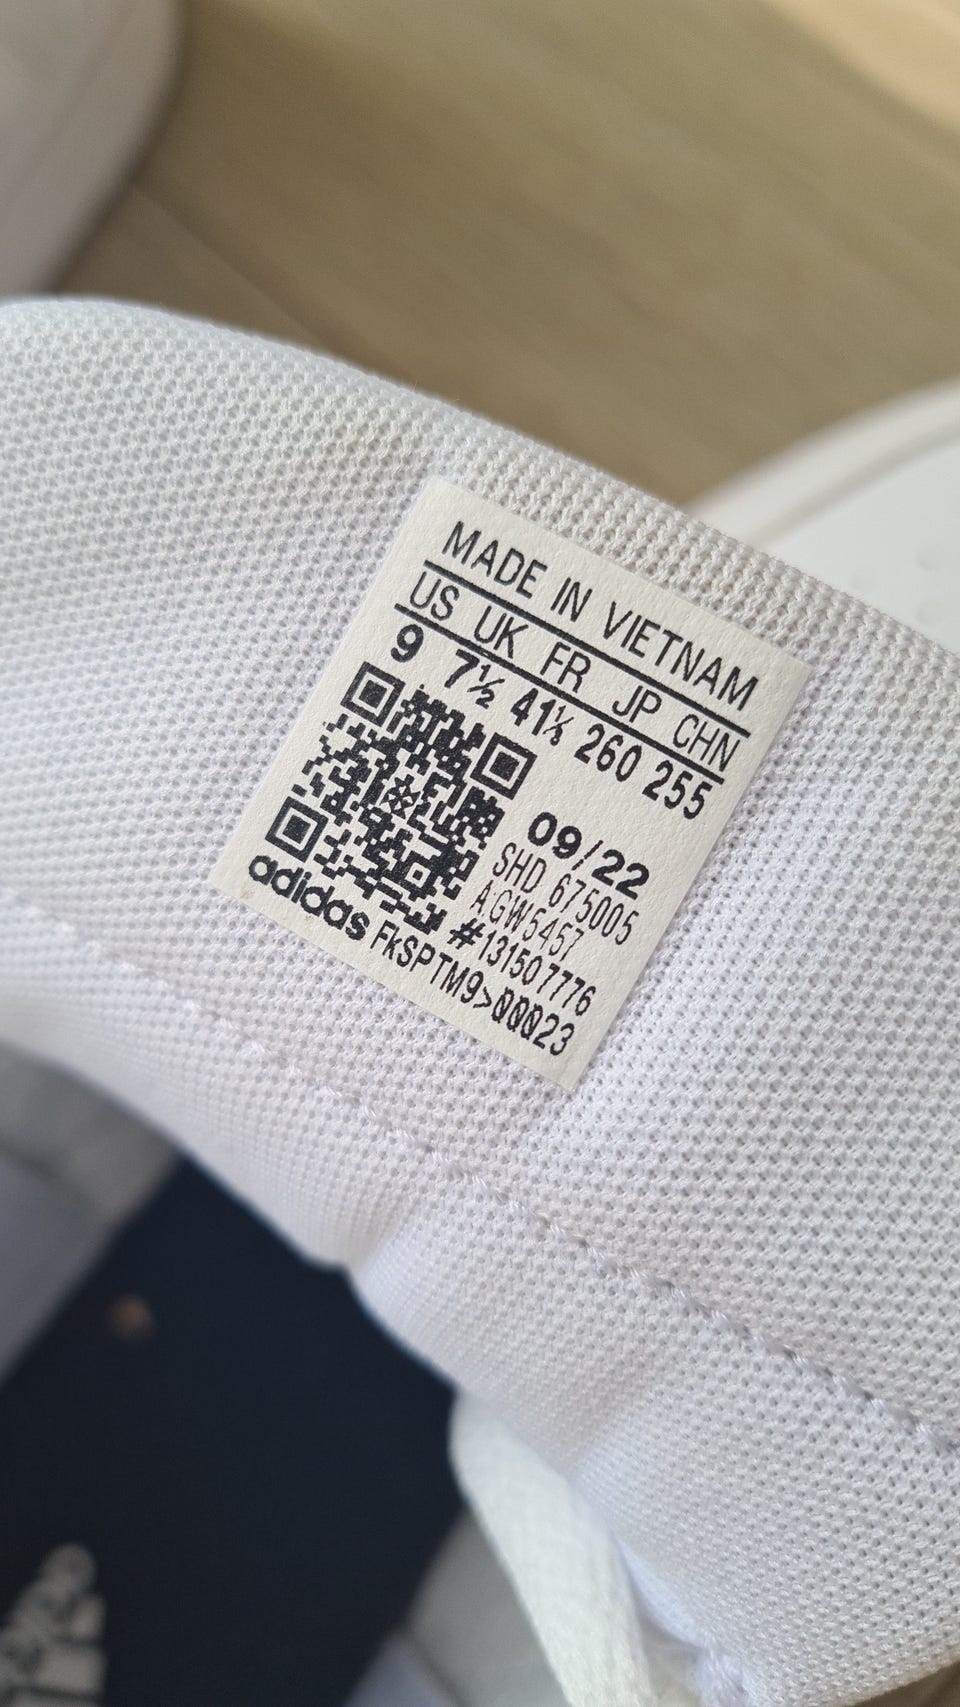 MADE IN VIETNAM
US UK FR JP CHN
9 7½ 41⅓ 260 255
09/22
SHD 675005
A:GW5457
#131507776
adidas FkSPTM9>00023